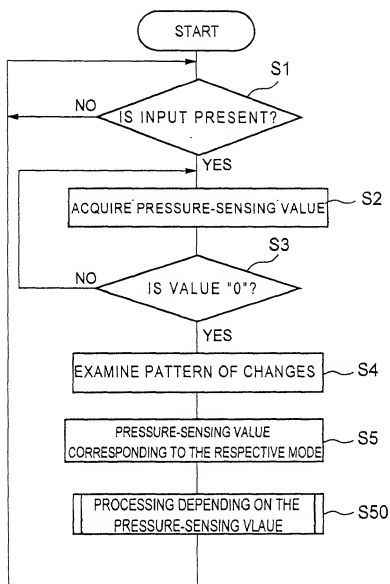 START
S1
NO
IS INPUT PRESENT?
YES
ACQUIRE PRESSURE-SENSING VALUE
S2
S3
NO
IS VALUE "0"?
YES
EXAMINE PATTERN OF CHANGES
S4
PRESSURE-SENSING VALUE
CORRESPONDING TO THE RESPECTIVE MODE
S5
PROCESSING DEPENDING ON THE
PRESSURE-SENSING VLAUE
S50